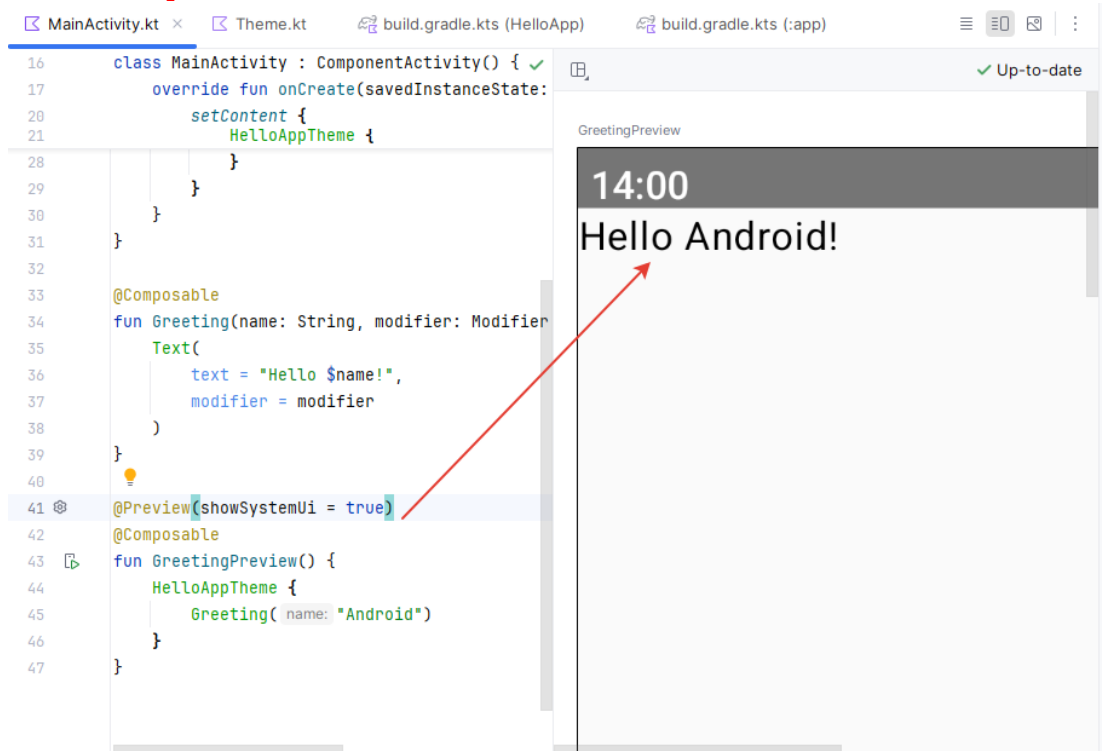 MainActivity.kt × Theme.kt build.gradle.kts (HelloApp) build.gradle.kts (:app)
16 class MainActivity : ComponentActivity() {
17 override fun onCreate(savedInstanceState:
20 setContent {
21 HelloAppTheme {
28 }
29 }
30 }
31 }
32
33 @Composable
34 fun Greeting(name: String, modifier: Modifier
35 Text(
36 text = "Hello $name!",
37 modifier = modifier
38 )
39 }
40
41 @Preview(showSystemUi = true)
42 @Composable
43 fun GreetingPreview() {
44 HelloAppTheme {
45 Greeting( name: "Android")
46 }
47 }
Up-to-date
GreetingPreview
14:00
Hello Android!